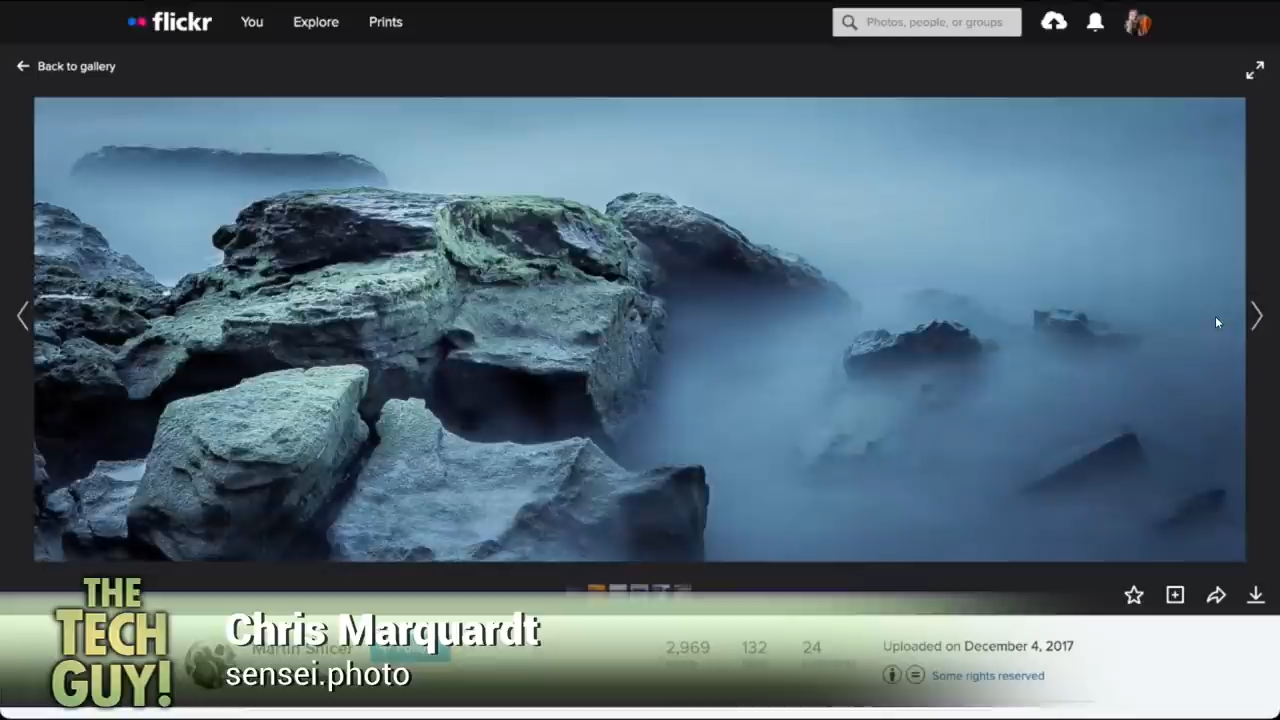 flickr You Explore Prints Photos, people, or groups
Back to gallery
THE
TECH
GUY!
Chris Marquardt
sensei.photo
2,969 132 24
Uploaded on December 4, 2017
Some rights reserved